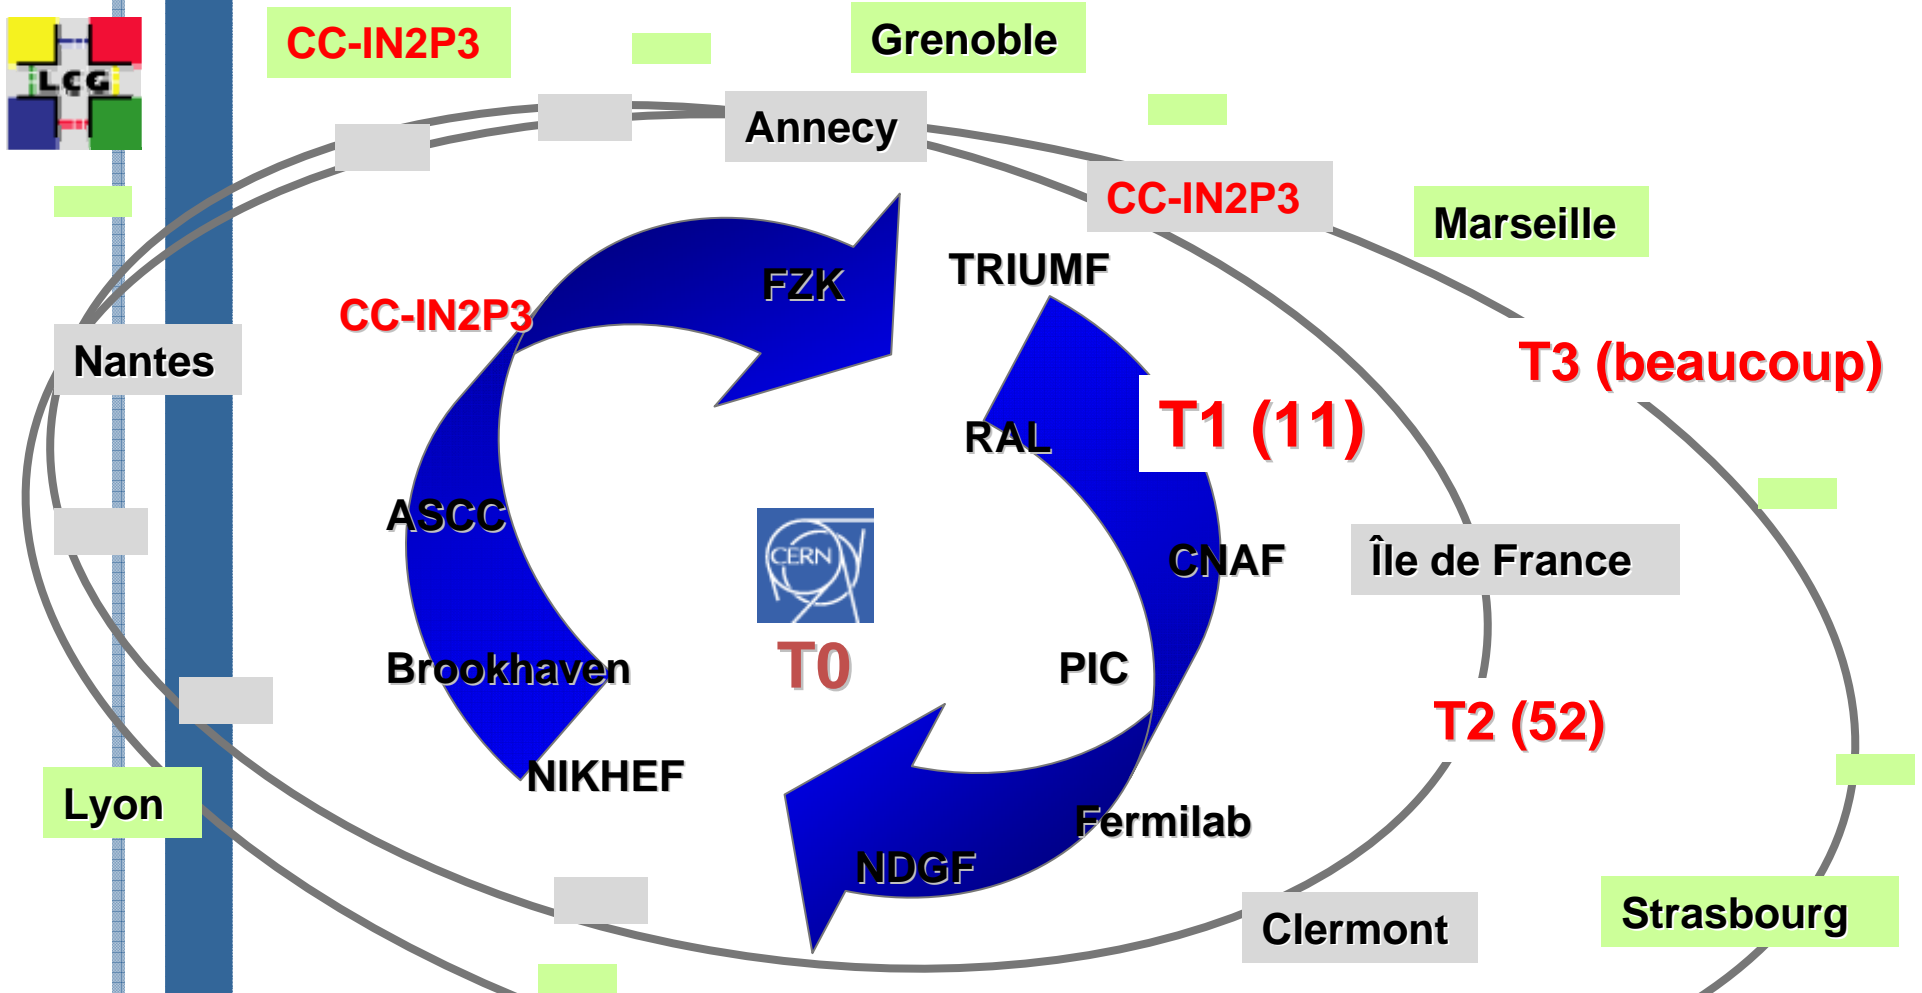 CC-IN2P3
Grenoble
LCG
Annecy
CC-IN2P3
Marseille
FZK
TRIUMF
CC-IN2P3
Nantes
T3 (beaucoup)
T1 (11)
RAL
ASCC
CERN
CNAF
Île de France
Brookhaven
T0
PIC
T2 (52)
NIKHEF
Lyon
Fermilab
NDGF
Clermont
Strasbourg